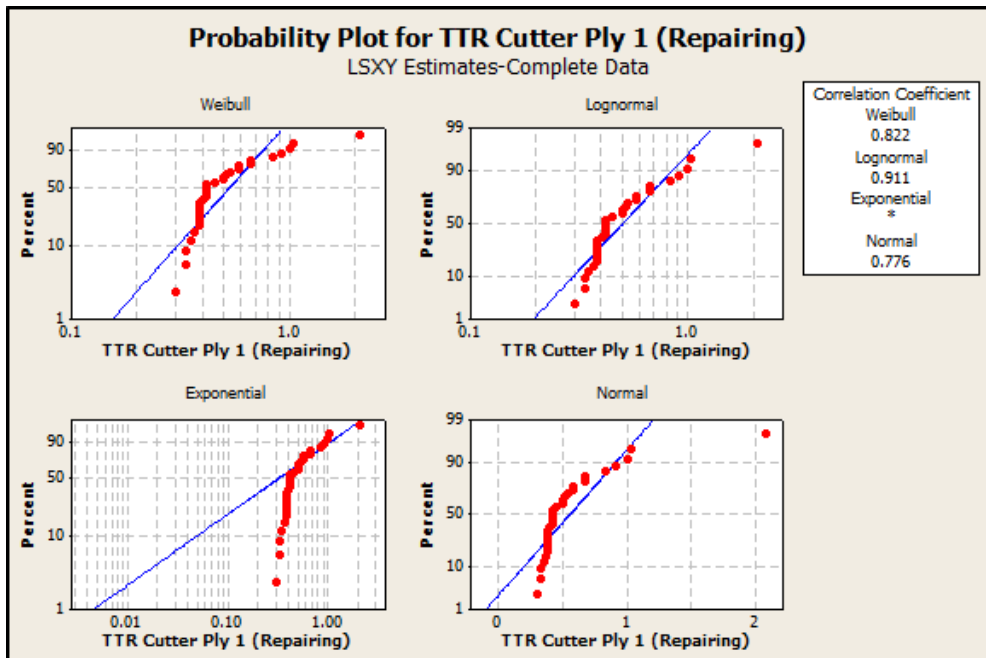 Probability Plot for TTR Cutter Ply 1 (Repairing)
LSXY Estimates-Complete Data
Weibull
90
50
10
1
Percent
0.1
1.0
TTR Cutter Ply 1 (Repairing)
Lognormal
99
90
50
10
1
Percent
0.1
1.0
TTR Cutter Ply 1 (Repairing)
Correlation Coefficient
Weibull
0.822
Lognormal
0.911
Exponential
*
Normal
0.776
Exponential
90
50
10
1
Percent
0.01
0.10
1.00
TTR Cutter Ply 1 (Repairing)
Normal
99
90
50
10
1
Percent
0
1
2
TTR Cutter Ply 1 (Repairing)